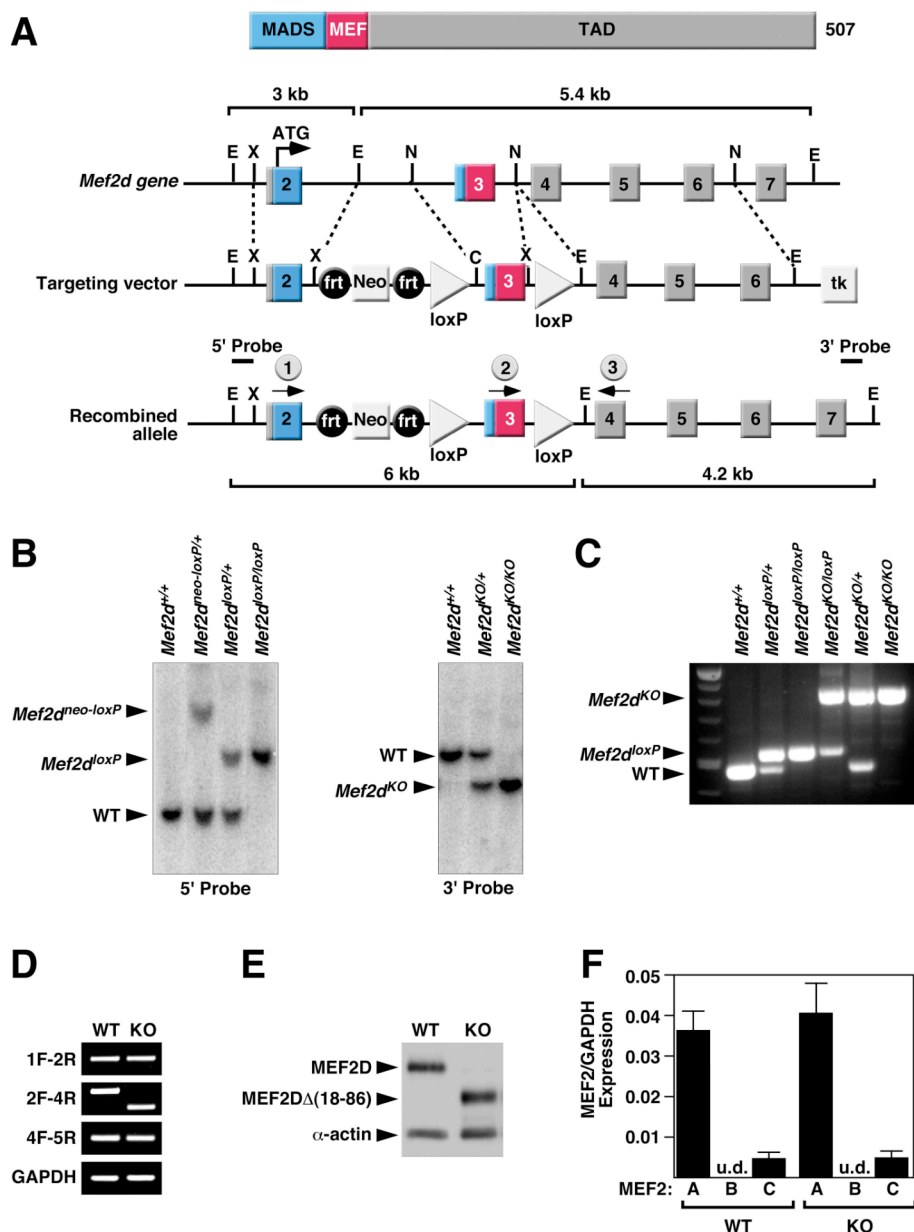 A
MADS MEF TAD 507
3 kb 5.4 kb
ATG
E X E N N N E
Mef2d gene 2 3 4 5 6 7
E X X C X E E
Targeting vector 2 frt Neo frt 3 4 5 6 tk
loxP loxP
5' Probe 3' Probe
1 2 3
E X E E
Recombined allele 2 frt Neo frt 3 4 5 6 7
loxP loxP
6 kb 4.2 kb
B
Mef2d+/+
Mef2dneo-loxP/+
Mef2dloxP/+
Mef2dloxP/loxP
Mef2dneo-loxP
Mef2dloxP
WT
5' Probe
Mef2d+/+
Mef2dKO/+
Mef2dKO/KO
WT
Mef2dKO
3' Probe
C
Mef2d+/+
Mef2dloxP/+
Mef2dloxP/loxP
Mef2dKO/loxP
Mef2dKO/+
Mef2dKO/KO
Mef2dKO
Mef2dloxP
WT
D
WT KO
1F-2R
2F-4R
4F-5R
GAPDH
E
WT KO
MEF2D
MEF2DΔ(18-86)
α-actin
F
MEF2/GAPDH
Expression
0.05
0.04
0.03
0.02
0.01
u.d. u.d.
MEF2: A B C A B C
WT KO